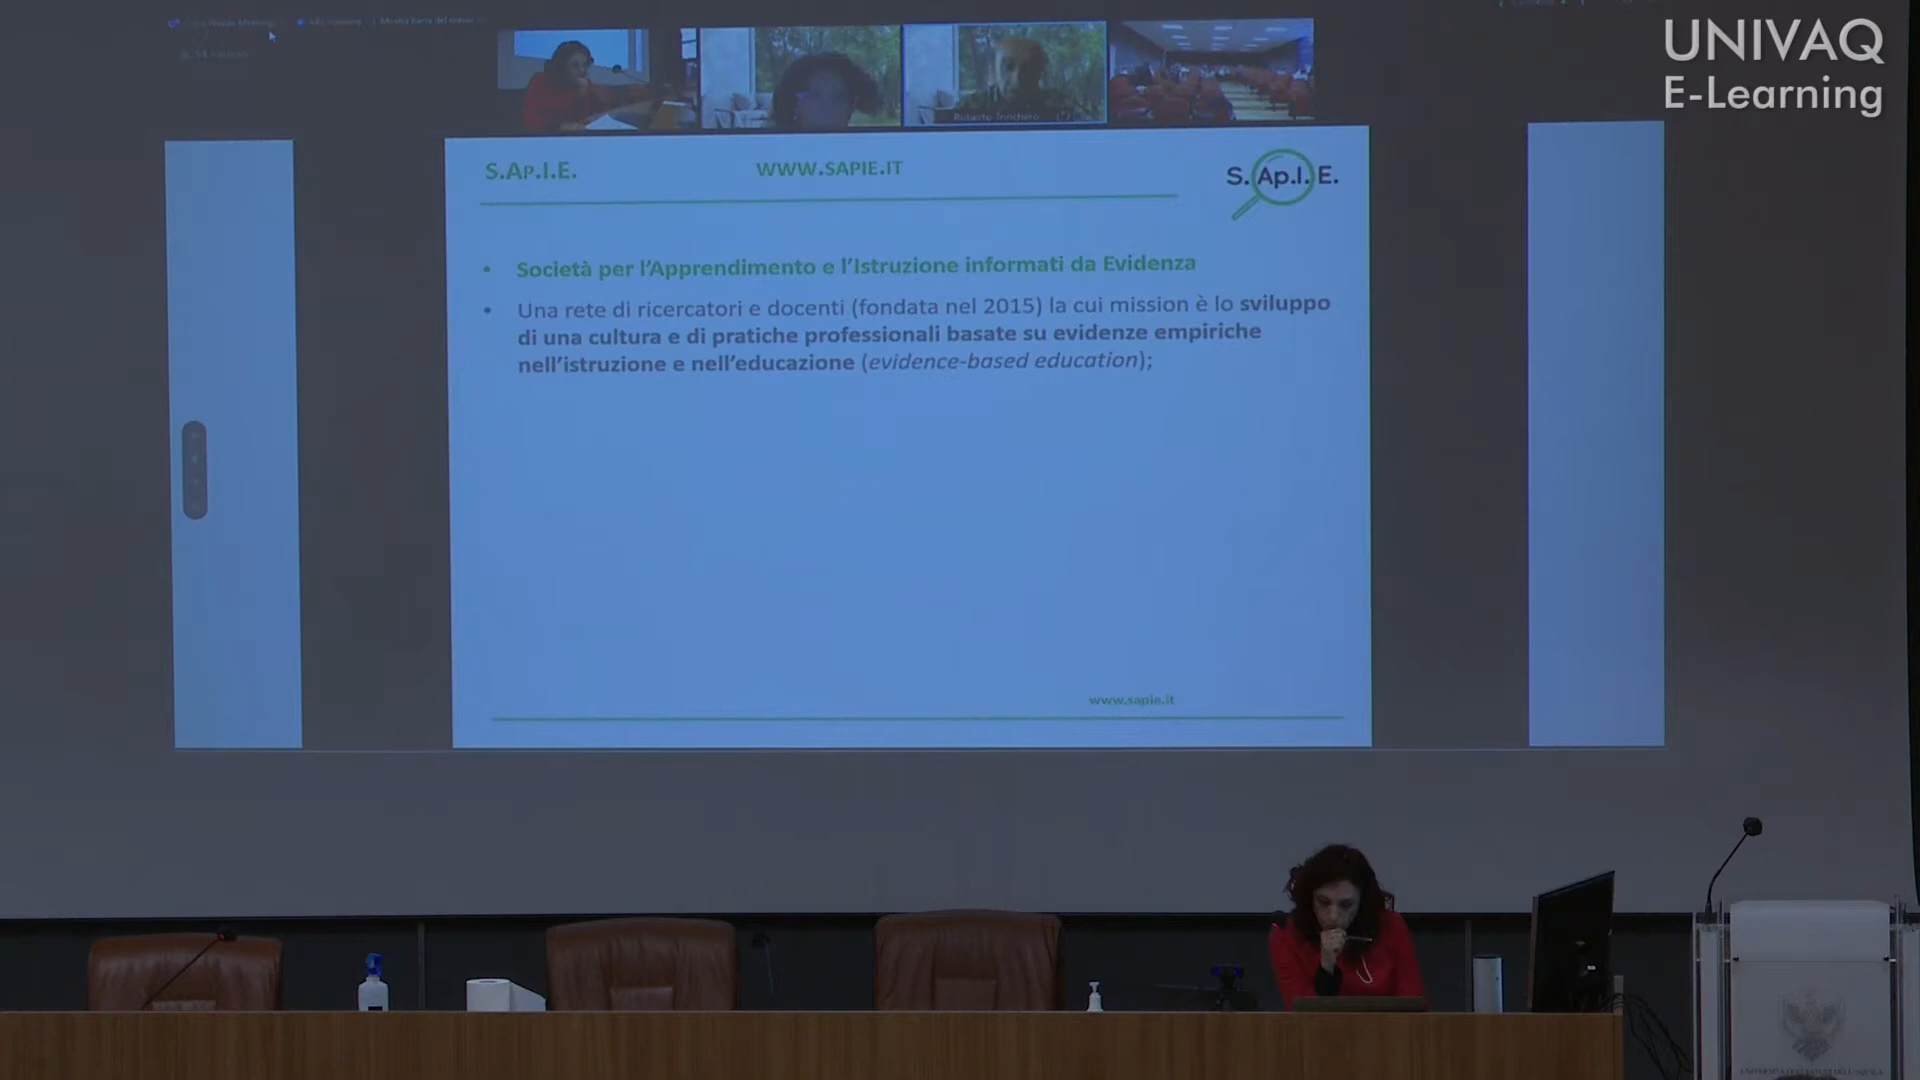 UNIVAQ
E-Learning
Roberto Trinchero
S.AP.I.E.
WWW.SAPIE.IT
S.Ap.I.E.
• Società per l'Apprendimento e l'Istruzione informati da Evidenza
• Una rete di ricercatori e docenti (fondata nel 2015) la cui mission è lo sviluppo
di una cultura e di pratiche professionali basate su evidenze empiriche
nell'istruzione e nell'educazione (evidence-based education);
www.sapie.it